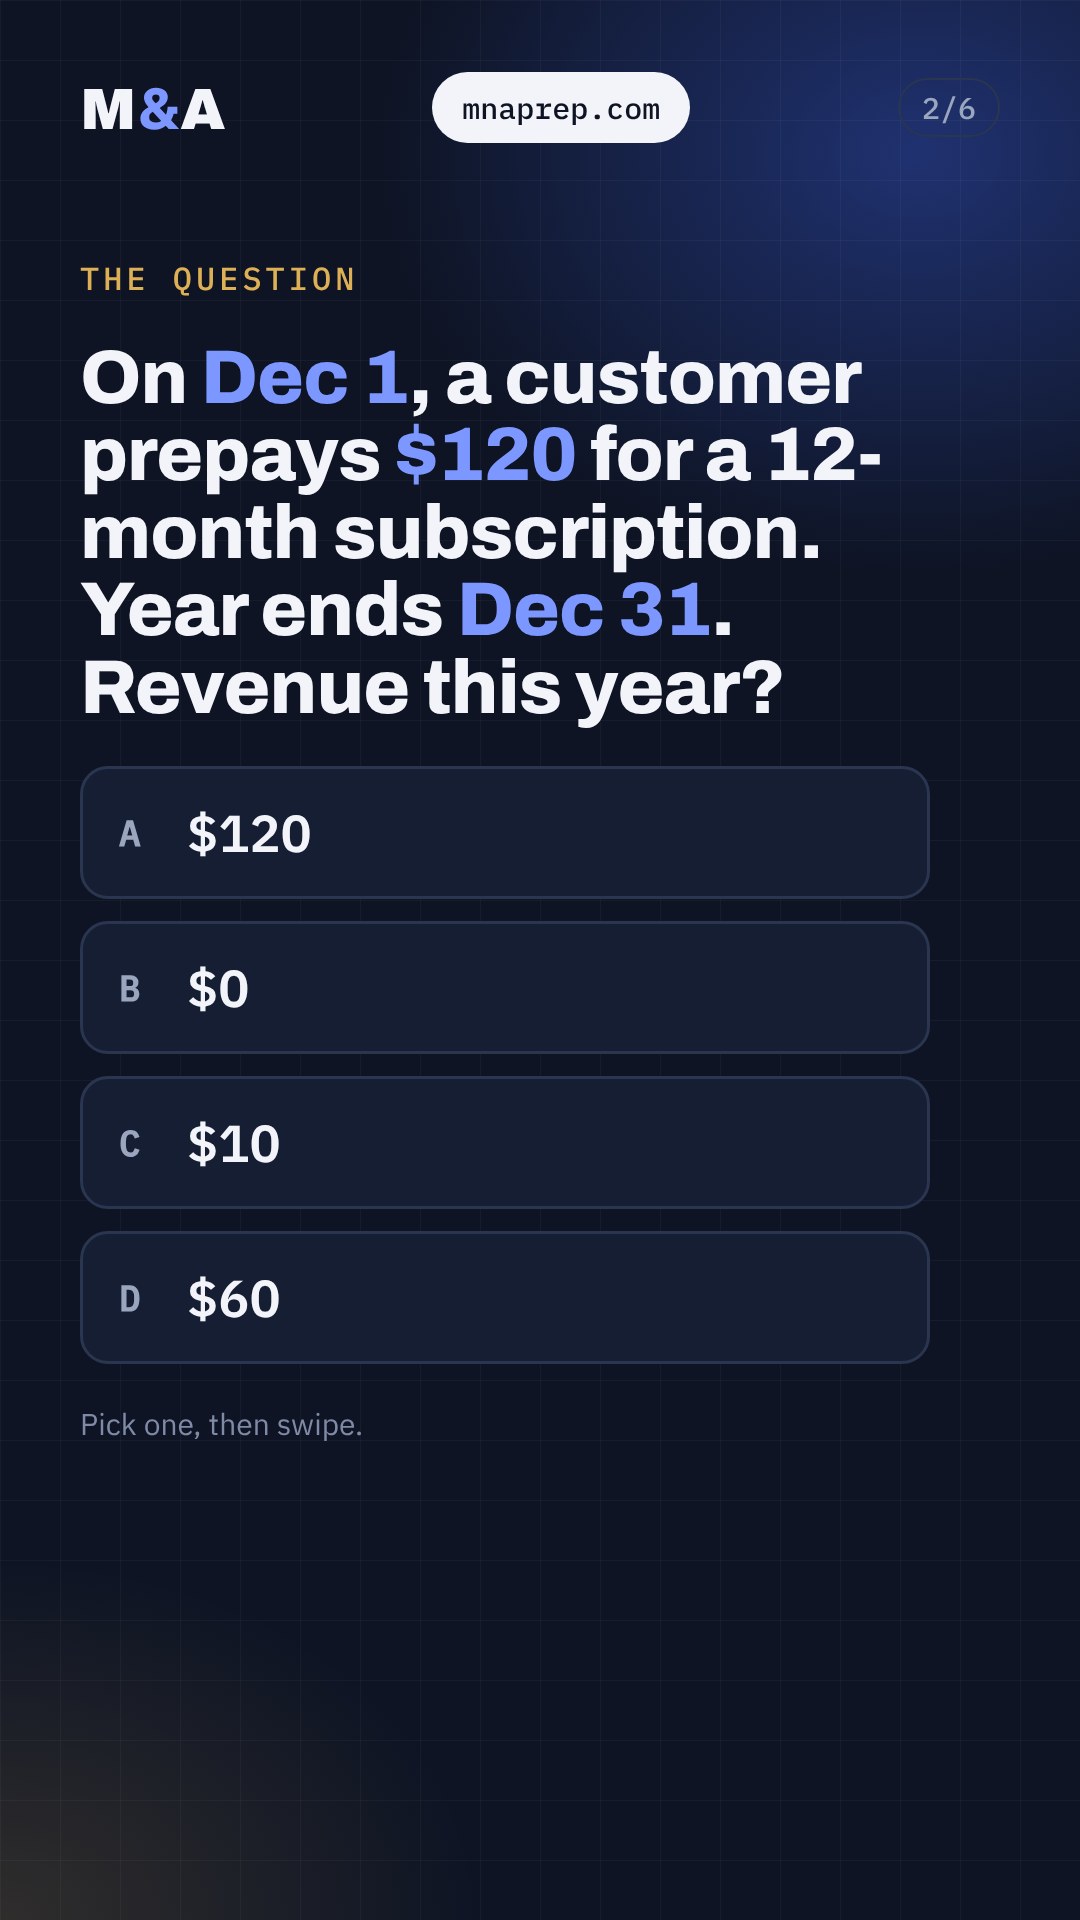 M&A
mnaprep.com
2/6
THE QUESTION
On Dec 1, a customer
prepays $120 for a 12-
month subscription.
Year ends Dec 31.
Revenue this year?
A $120
B $0
C $10
D $60
Pick one, then swipe.